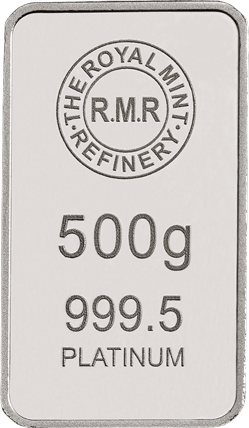 · THE ROYAL MINT ·
REFINERY
R.M.R
500g
999.5
PLATINUM